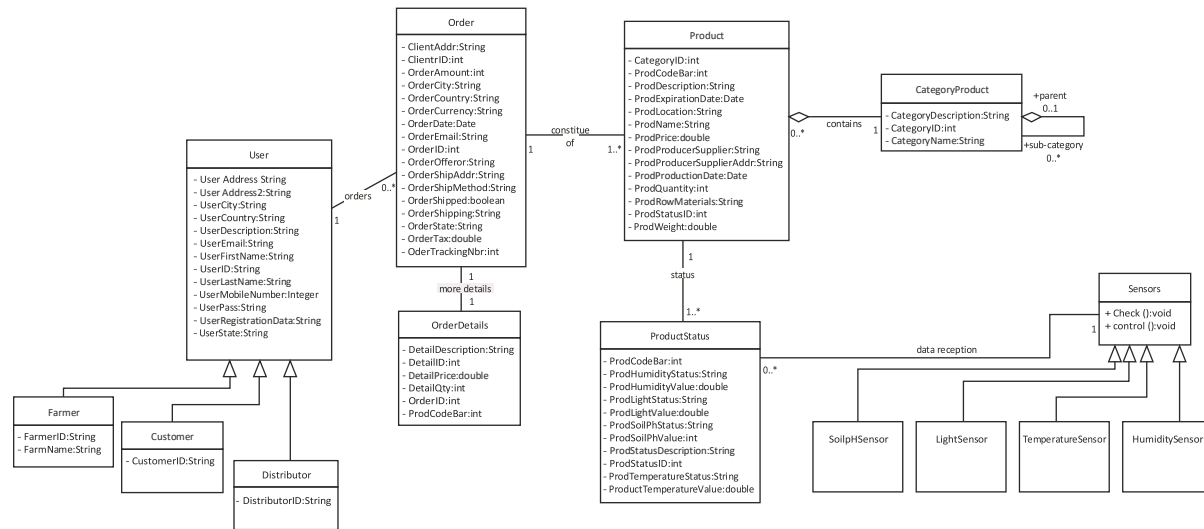 Order
- ClientAddr:String
- ClientrID:int
- OrderAmount:int
- OrderCity:String
- OrderCountry:String
- OrderCurrency:String
- OrderDate:Date
- OrderEmail:String
- OrderID:int
- OrderOfferor:String
- OrderShipAddr:String
- OrderShipMethod:String
- OrderShipped:boolean
- OrderShipping:String
- OrderState:String
- OrderTax:double
- OderTrackingNbr:int
Product
- CategoryID:int
- ProdCodeBar:int
- ProdDescription:String
- ProdExpirationDate:Date
- ProdLocation:String
- ProdName:String
- ProdPrice:double
- ProdProducerSupplier:String
- ProdProducerSupplierAddr:String
- ProdProductionDate:Date
- ProdQuantity:int
- ProdRowMaterials:String
- ProdStatusID:int
- ProdWeight:double
CategoryProduct
- CategoryDescription:String
- CategoryID:int
- CategoryName:String
+parent
0..1
+sub-category
0..*
contains
0..*
1
constitue
of
1
1..*
User
- User Address String
- User Address2:String
- UserCity:String
- UserCountry:String
- UserDescription:String
- UserEmail:String
- UserFirstName:String
- UserID:String
- UserLastName:String
- UserMobileNumber:Integer
- UserPass:String
- UserRegistrationData:String
- UserState:String
orders
0..*
1
1
more details
1
1
status
1..*
OrderDetails
- DetailDescription:String
- DetailID:int
- DetailPrice:double
- DetailQty:int
- OrderID:int
- ProdCodeBar:int
ProductStatus
- ProdCodeBar:int
- ProdHumidityStatus:String
- ProdHumidityValue:double
- ProdLightStatus:String
- ProdLightValue:double
- ProdSoilPhStatus:String
- ProdSoilPhValue:int
- ProdStatusDescription:String
- ProdStatusID:int
- ProdTemperatureStatus:String
- ProductTemperatureValue:double
Sensors
+ Check ():void
+ control ():void
1
data reception
0..*
Farmer
- FarmerID:String
- FarmName:String
Customer
- CustomerID:String
Distributor
- DistributorID:String
SoilpHSensor
LightSensor
TemperatureSensor
HumiditySensor